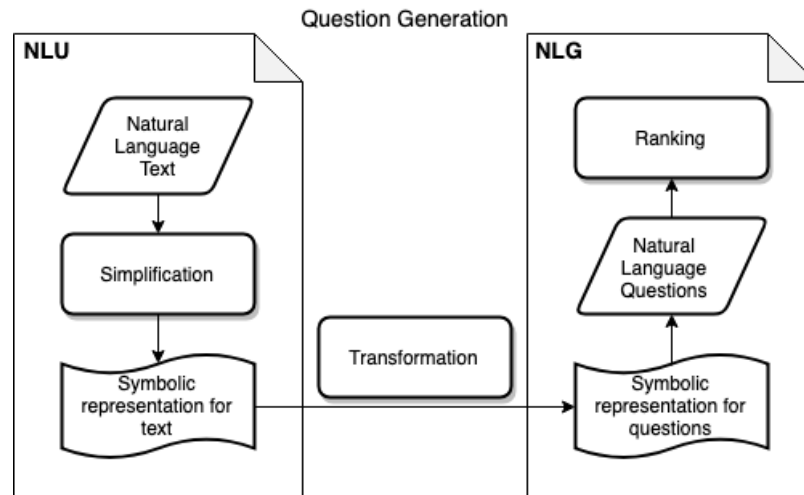 Question Generation
NLU
Natural
Language
Text
Simplification
Symbolic
representation for
text
Transformation
NLG
Ranking
Natural
Language
Questions
Symbolic
representation for
questions